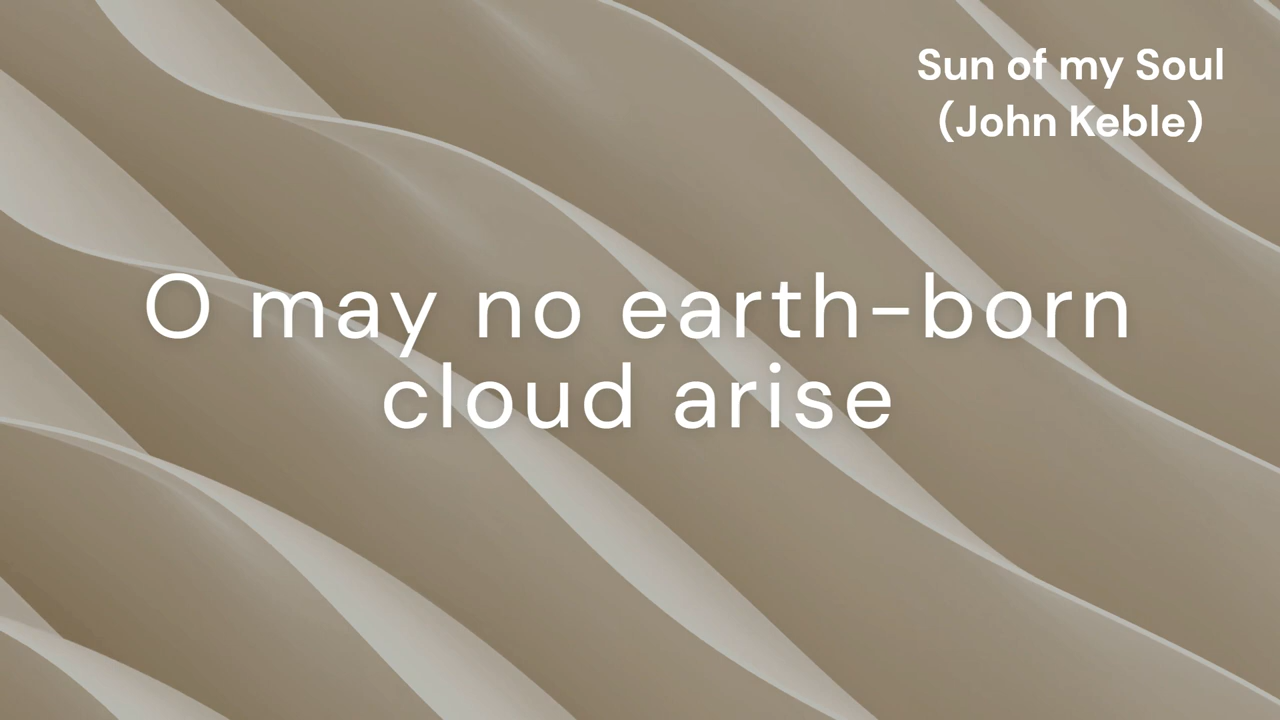 Sun of my Soul
(John Keble)
O may no earth-born
cloud arise